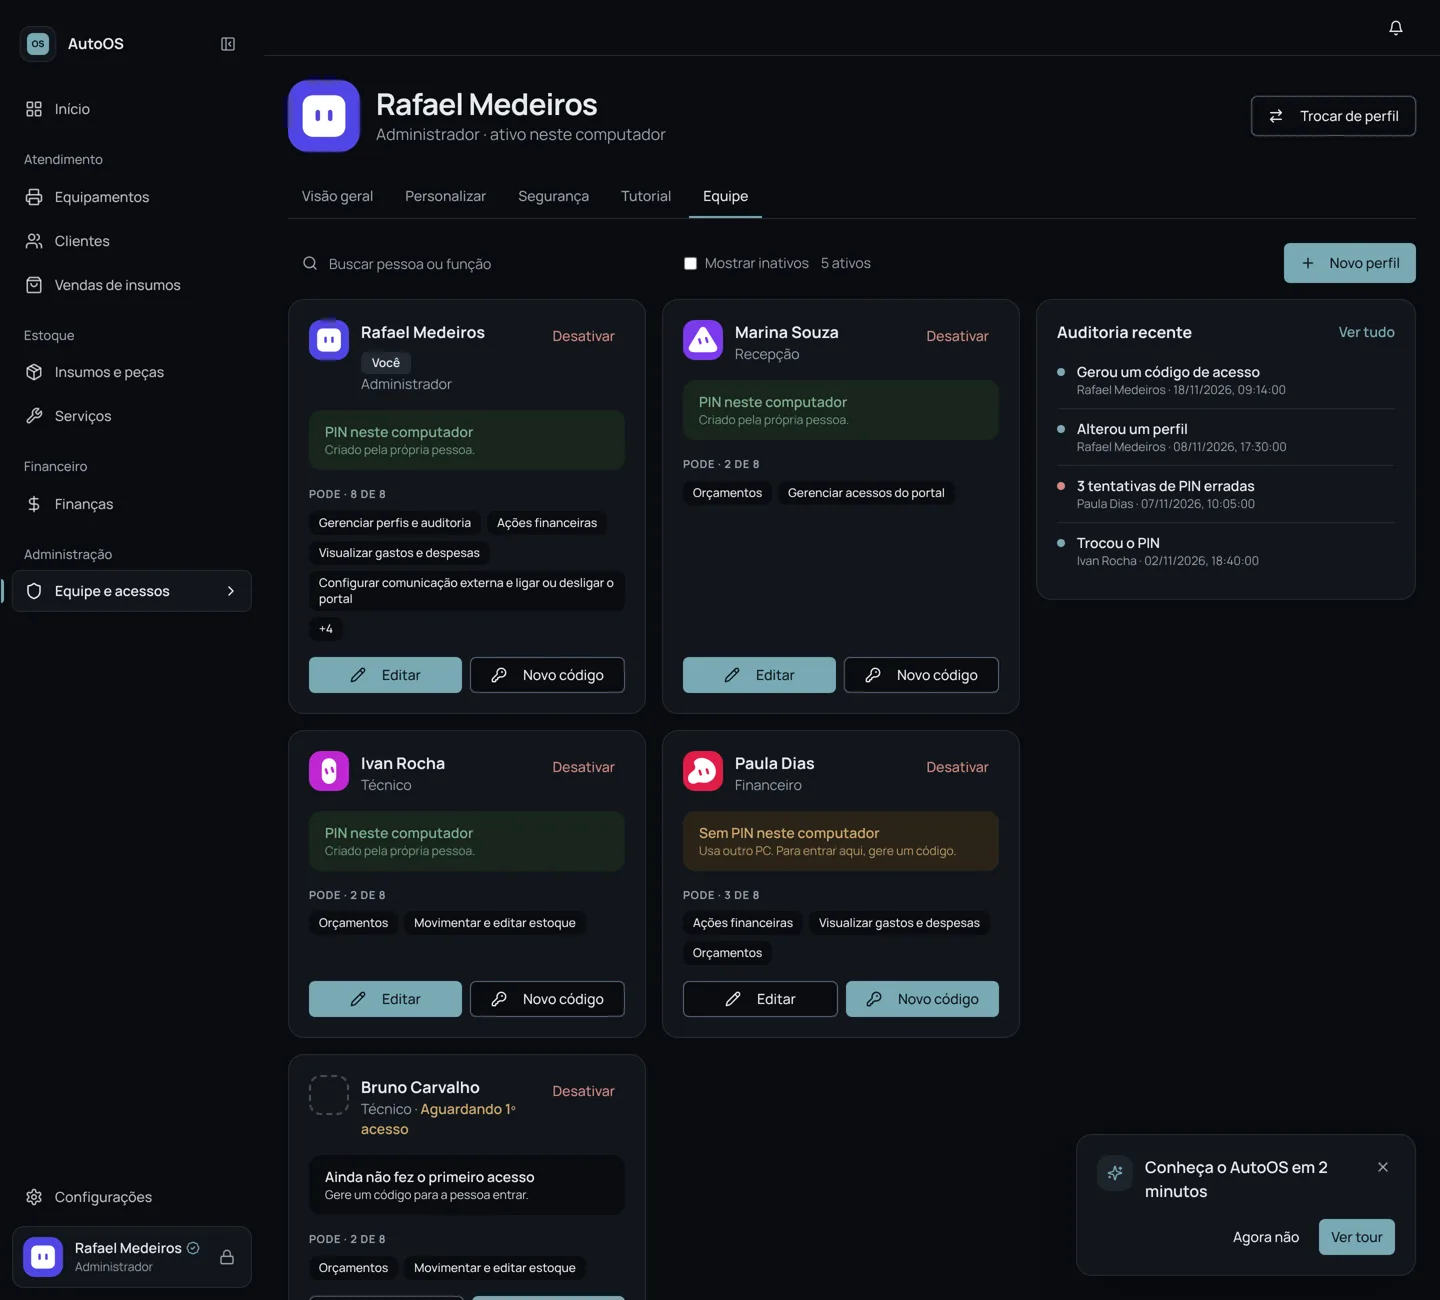 OS
AutoOS
Início
Atendimento
Equipamentos
Clientes
Vendas de insumos
Estoque
Insumos e peças
Serviços
Financeiro
Finanças
Administração
Equipe e acessos
Configurações
Rafael Medeiros
Administrador
Rafael Medeiros
Administrador · ativo neste computador
Trocar de perfil
Visão geral
Personalizar
Segurança
Tutorial
Equipe
Buscar pessoa ou função
Mostrar inativos
5 ativos
Novo perfil
Rafael Medeiros
Você
Administrador
Desativar
PIN neste computador
Criado pela própria pessoa.
PODE · 8 DE 8
Gerenciar perfis e auditoria
Ações financeiras
Visualizar gastos e despesas
Configurar comunicação externa e ligar ou desligar o
portal
+4
Editar
Novo código
Marina Souza
Recepção
Desativar
PIN neste computador
Criado pela própria pessoa.
PODE · 2 DE 8
Orçamentos
Gerenciar acessos do portal
Editar
Novo código
Auditoria recente
Ver tudo
Gerou um código de acesso
Rafael Medeiros · 18/11/2026, 09:14:00
Alterou um perfil
Rafael Medeiros · 08/11/2026, 17:30:00
3 tentativas de PIN erradas
Paula Dias · 07/11/2026, 10:05:00
Trocou o PIN
Ivan Rocha · 02/11/2026, 18:40:00
Ivan Rocha
Técnico
Desativar
PIN neste computador
Criado pela própria pessoa.
PODE · 2 DE 8
Orçamentos
Movimentar e editar estoque
Editar
Novo código
Paula Dias
Financeiro
Desativar
Sem PIN neste computador
Usa outro PC. Para entrar aqui, gere um código.
PODE · 3 DE 8
Ações financeiras
Visualizar gastos e despesas
Orçamentos
Editar
Novo código
Bruno Carvalho
Técnico · Aguardando 1º
acesso
Desativar
Ainda não fez o primeiro acesso
Gere um código para a pessoa entrar.
PODE · 2 DE 8
Orçamentos
Movimentar e editar estoque
Conheça o AutoOS em 2
minutos
Agora não
Ver tour